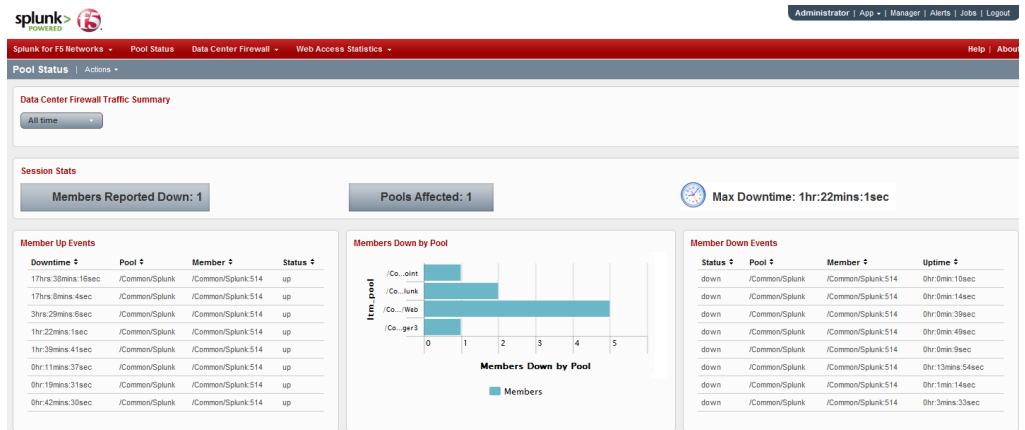 splunk> f5
POWERED
Administrator | App | Manager | Alerts | Jobs | Logout
Splunk for F5 Networks Pool Status Data Center Firewall Web Access Statistics Help | About
Pool Status | Actions
Data Center Firewall Traffic Summary
All time
Session Stats
Members Reported Down: 1 Pools Affected: 1 Max Downtime: 1hr:22mins:1sec
Member Up Events
Downtime Pool Member Status
17hrs:38mins:16sec /Common/Splunk /Common/Splunk:514 up
17hrs:8mins:4sec /Common/Splunk /Common/Splunk:514 up
3hrs:29mins:6sec /Common/Splunk /Common/Splunk:514 up
1hr:22mins:1sec /Common/Splunk /Common/Splunk:514 up
1hr:39mins:41sec /Common/Splunk /Common/Splunk:514 up
0hr:11mins:37sec /Common/Splunk /Common/Splunk:514 up
0hr:19mins:31sec /Common/Splunk /Common/Splunk:514 up
0hr:42mins:30sec /Common/Splunk /Common/Splunk:514 up
Members Down by Pool
ltm_pool
/Co...oint
/Co...lunk
/Co.../Web
/Co...ger3
0 1 2 3 4 5
Members Down by Pool
Members
Member Down Events
Status Pool Member Uptime
down /Common/Splunk /Common/Splunk:514 0hr:0min:10sec
down /Common/Splunk /Common/Splunk:514 0hr:0min:14sec
down /Common/Splunk /Common/Splunk:514 0hr:0min:39sec
down /Common/Splunk /Common/Splunk:514 0hr:0min:49sec
down /Common/Splunk /Common/Splunk:514 0hr:0min:9sec
down /Common/Splunk /Common/Splunk:514 0hr:13mins:54sec
down /Common/Splunk /Common/Splunk:514 0hr:1min:14sec
down /Common/Splunk /Common/Splunk:514 0hr:3mins:33sec